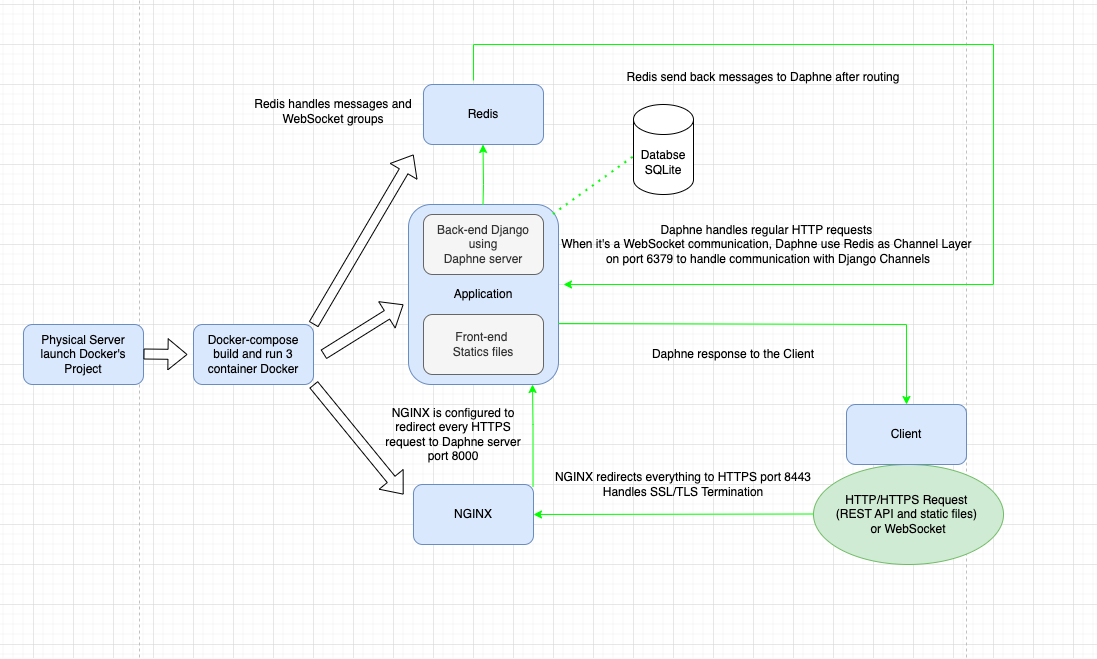 Redis send back messages to Daphne after routing
Redis handles messages and
WebSocket groups
Redis
Databse
SQLite
Back-end Django
using
Daphne server
Daphne handles regular HTTP requests
When it's a WebSocket communication, Daphne use Redis as Channel Layer
on port 6379 to handle communication with Django Channels
Application
Physical Server
launch Docker's
Project
Docker-compose
build and run 3
container Docker
Front-end
Statics files
Daphne response to the Client
NGINX is configured to
redirect every HTTPS
request to Daphne server
port 8000
Client
NGINX redirects everything to HTTPS port 8443
Handles SSL/TLS Termination
NGINX
HTTP/HTTPS Request
(REST API and static files)
or WebSocket